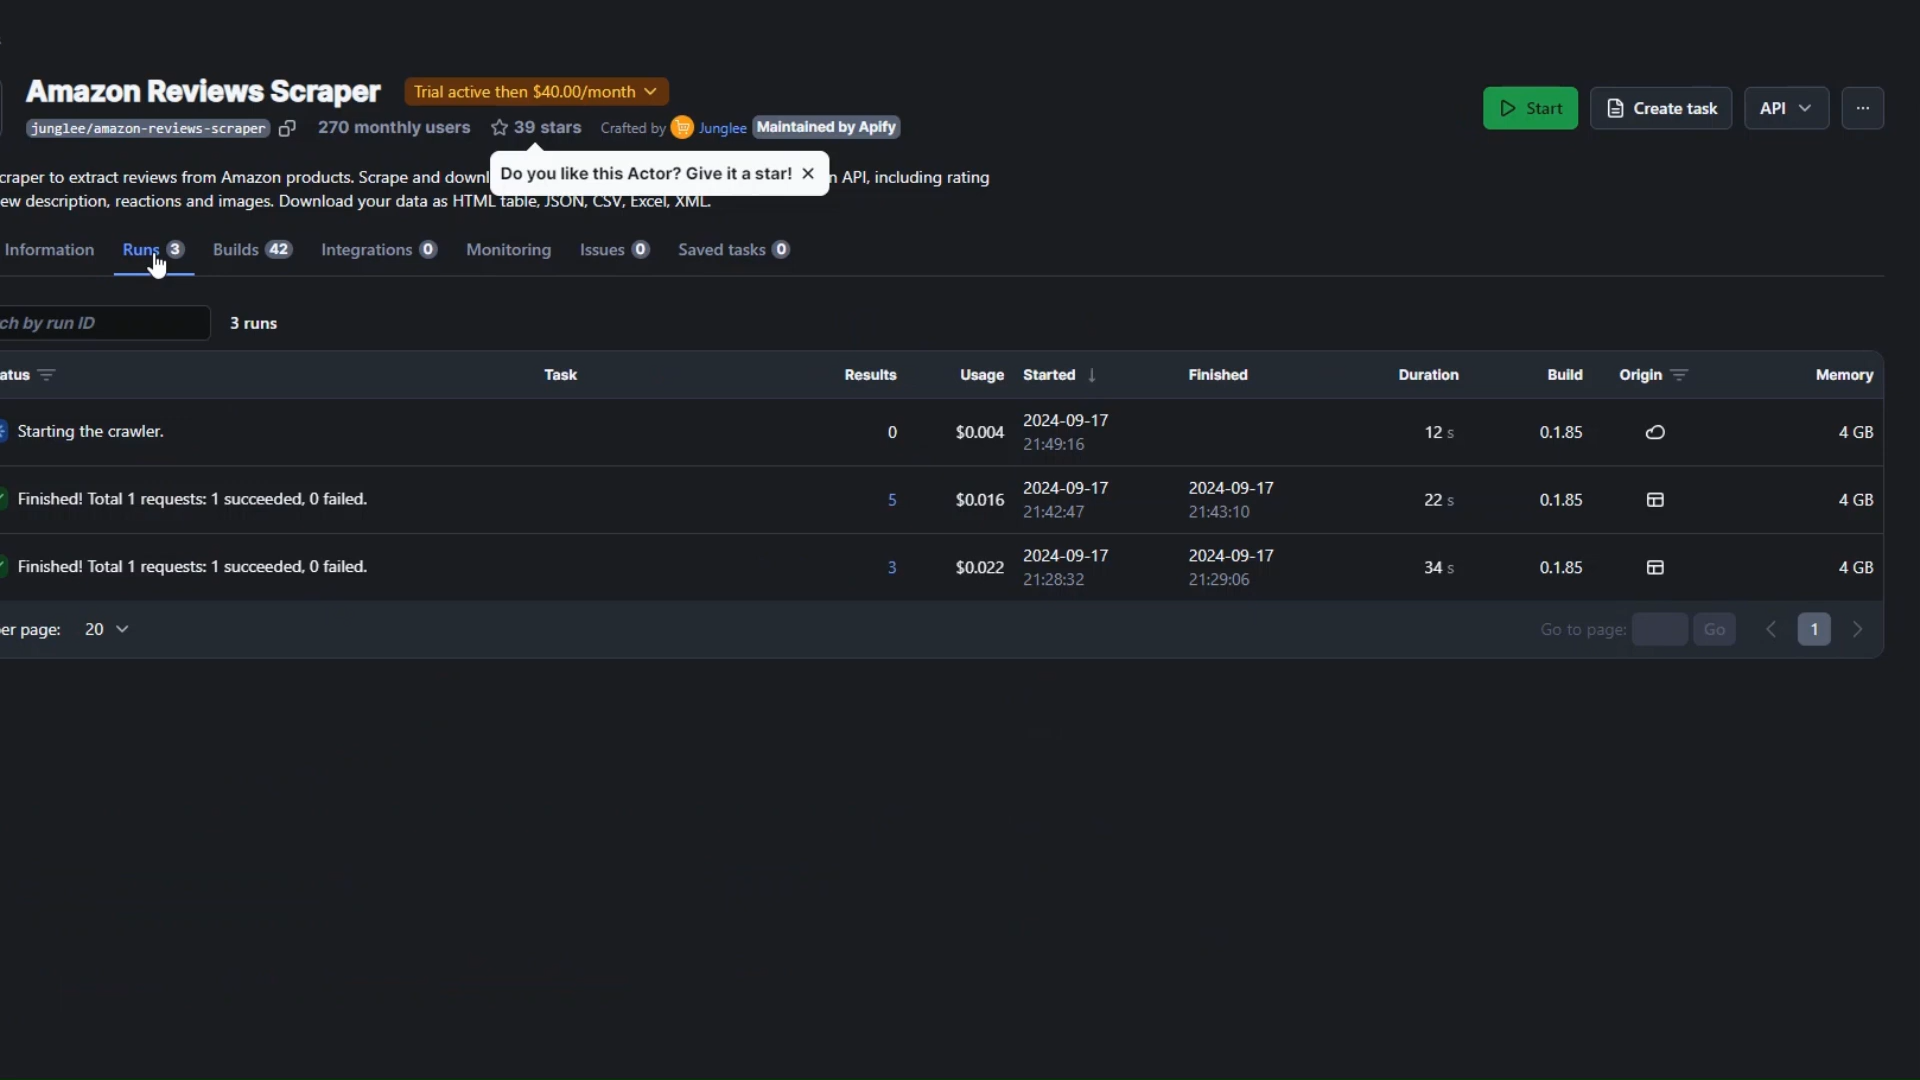 Amazon Reviews Scraper Trial active then $40.00/month
Start Create task API ...
junglee/amazon-reviews-scraper 270 monthly users 39 stars Crafted by Junglee Maintained by Apify
Do you like this Actor? Give it a star!
craper to extract reviews from Amazon products. Scrape and downl n API, including rating
ew description, reactions and images. Download your data as HTML table, JSON, CSV, Excel, XML.
Information Runs 3 Builds 42 Integrations 0 Monitoring Issues 0 Saved tasks 0
ch by run ID 3 runs
atus Task Results Usage Started Finished Duration Build Origin Memory
Starting the crawler. 0 $0.004 2024-09-17 12 s 0.1.85 4 GB
21:49:16
Finished! Total 1 requests: 1 succeeded, 0 failed. 5 $0.016 2024-09-17 2024-09-17 22 s 0.1.85 4 GB
21:42:47 21:43:10
Finished! Total 1 requests: 1 succeeded, 0 failed. 3 $0.022 2024-09-17 2024-09-17 34 s 0.1.85 4 GB
21:28:32 21:29:06
er page: 20 Go to page: Go 1